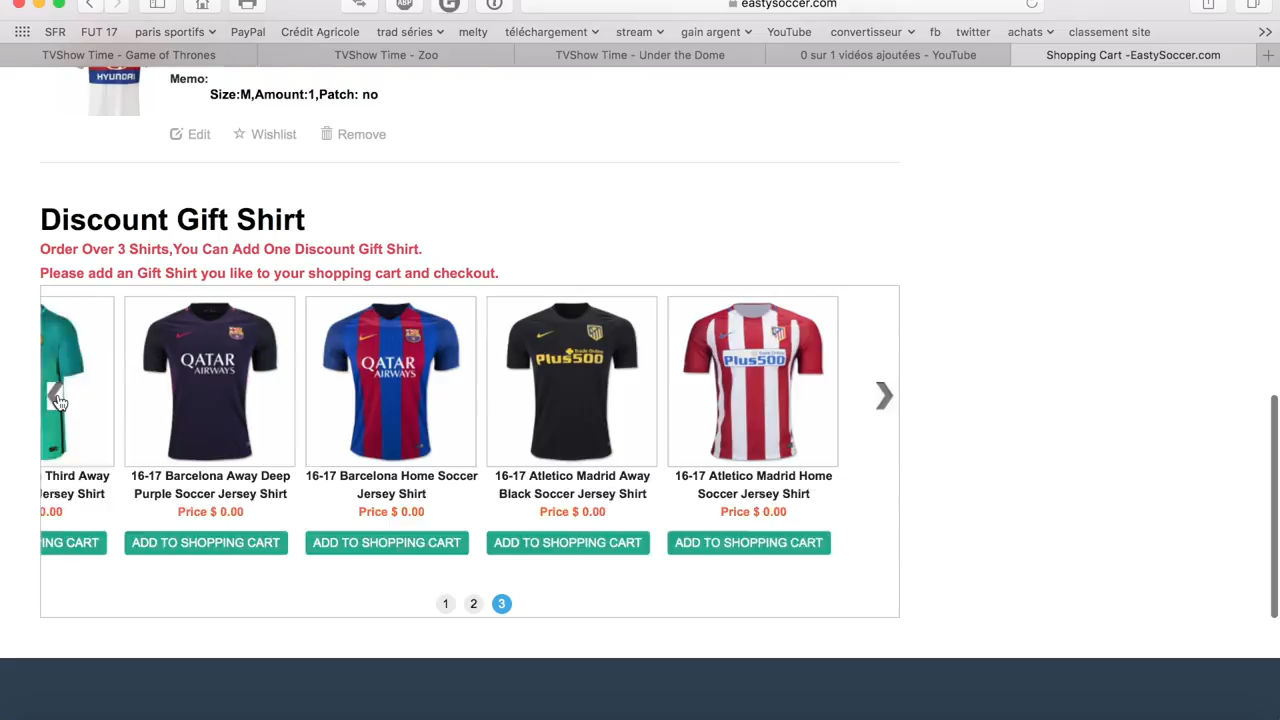 eastysoccer.com
SFR FUT 17 paris sportifs PayPal Crédit Agricole trad séries melty téléchargement stream gain argent YouTube convertisseur fb twitter achats classement site
TVShow Time - Game of Thrones TVShow Time - Zoo TVShow Time - Under the Dome 0 sur 1 vidéos ajoutées - YouTube Shopping Cart -EastySoccer.com
HYUNDAI
Memo:
Size:M,Amount:1,Patch: no
Edit Wishlist Remove
Discount Gift Shirt
Order Over 3 Shirts,You Can Add One Discount Gift Shirt.
Please add an Gift Shirt you like to your shopping cart and checkout.
QATAR AIRWAYS
QATAR AIRWAYS
Plus500
Plus500
Third Away
Jersey Shirt
0.00
ING CART
16-17 Barcelona Away Deep
Purple Soccer Jersey Shirt
Price $ 0.00
ADD TO SHOPPING CART
16-17 Barcelona Home Soccer
Jersey Shirt
Price $ 0.00
ADD TO SHOPPING CART
16-17 Atletico Madrid Away
Black Soccer Jersey Shirt
Price $ 0.00
ADD TO SHOPPING CART
16-17 Atletico Madrid Home
Soccer Jersey Shirt
Price $ 0.00
ADD TO SHOPPING CART
1 2 3